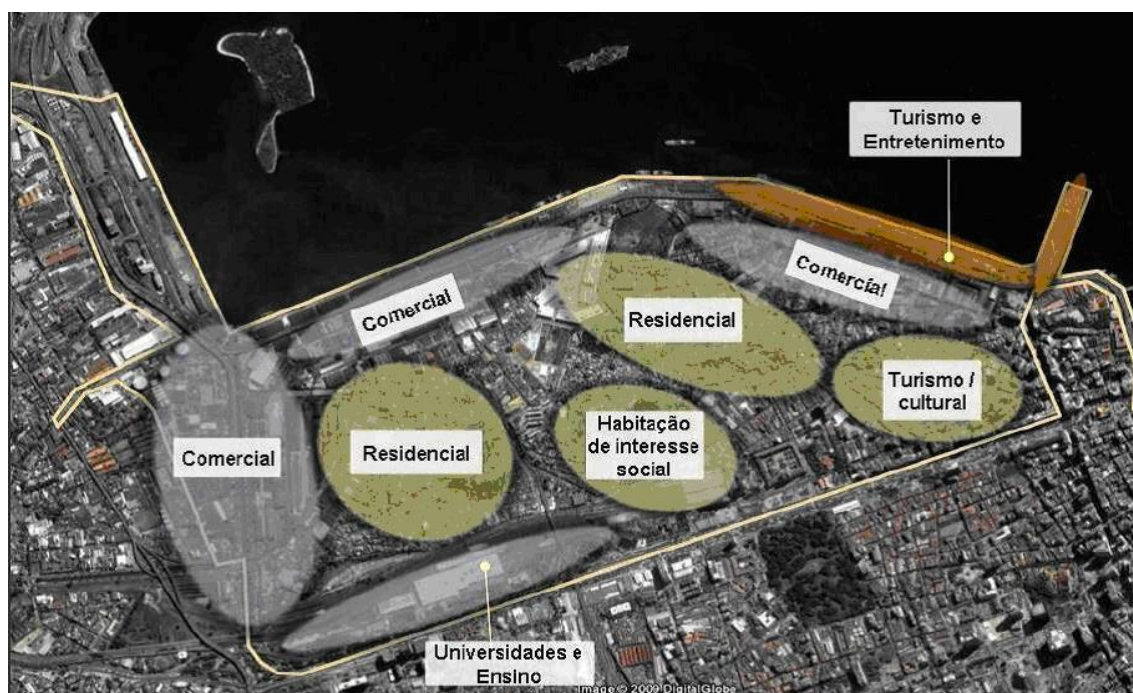 Turismo e
Entretenimento
Comercial
Comercial
Residencial
Turismo /
cultural
Habitação
de interesse
social
Residencial
Comercial
Universidades e
Ensino
Image © 2009 DigitalGlobe